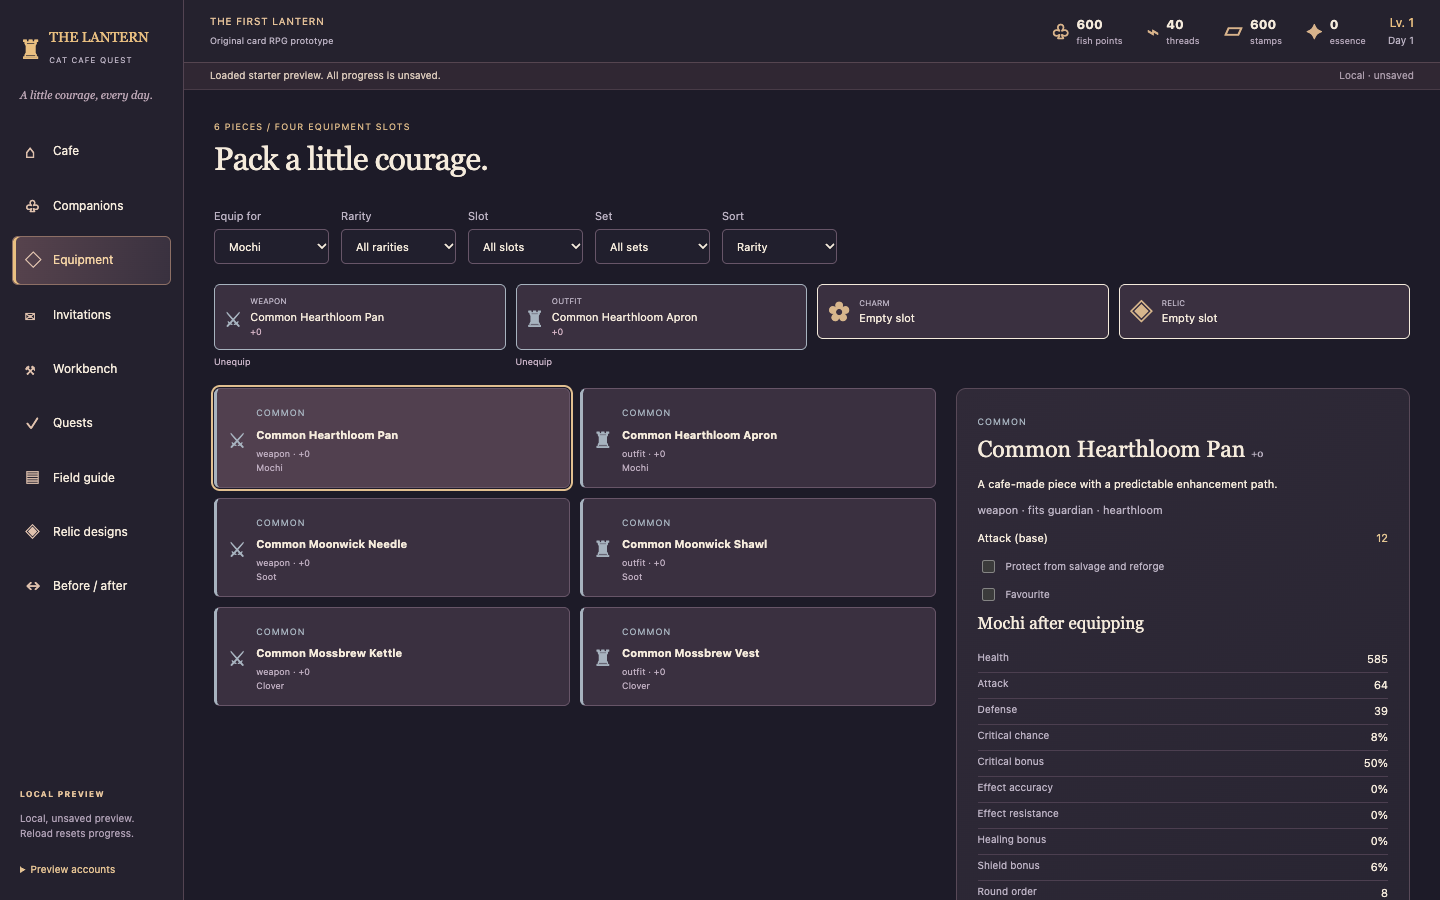 THE LANTERN
CAT CAFE QUEST
A little courage, every day.
Cafe
Companions
Equipment
Invitations
Workbench
Quests
Field guide
Relic designs
Before / after
LOCAL PREVIEW
Local, unsaved preview.
Reload resets progress.
Preview accounts
THE FIRST LANTERN
Original card RPG prototype
600 fish points
40 threads
600 stamps
0 essence
Lv. 1
Day 1
Loaded starter preview. All progress is unsaved.
Local · unsaved
6 PIECES / FOUR EQUIPMENT SLOTS
Pack a little courage.
Equip for
Mochi
Rarity
All rarities
Slot
All slots
Set
All sets
Sort
Rarity
WEAPON
Common Hearthloom Pan
+0
Unequip
OUTFIT
Common Hearthloom Apron
+0
Unequip
CHARM
Empty slot
RELIC
Empty slot
COMMON
Common Hearthloom Pan
weapon · +0
Mochi
COMMON
Common Hearthloom Apron
outfit · +0
Mochi
COMMON
Common Moonwick Needle
weapon · +0
Soot
COMMON
Common Moonwick Shawl
outfit · +0
Soot
COMMON
Common Mossbrew Kettle
weapon · +0
Clover
COMMON
Common Mossbrew Vest
outfit · +0
Clover
COMMON
Common Hearthloom Pan +0
A cafe-made piece with a predictable enhancement path.
weapon · fits guardian · hearthloom
Attack (base) 12
Protect from salvage and reforge
Favourite
Mochi after equipping
Health 585
Attack 64
Defense 39
Critical chance 8%
Critical bonus 50%
Effect accuracy 0%
Effect resistance 0%
Healing bonus 0%
Shield bonus 6%
Round order 8